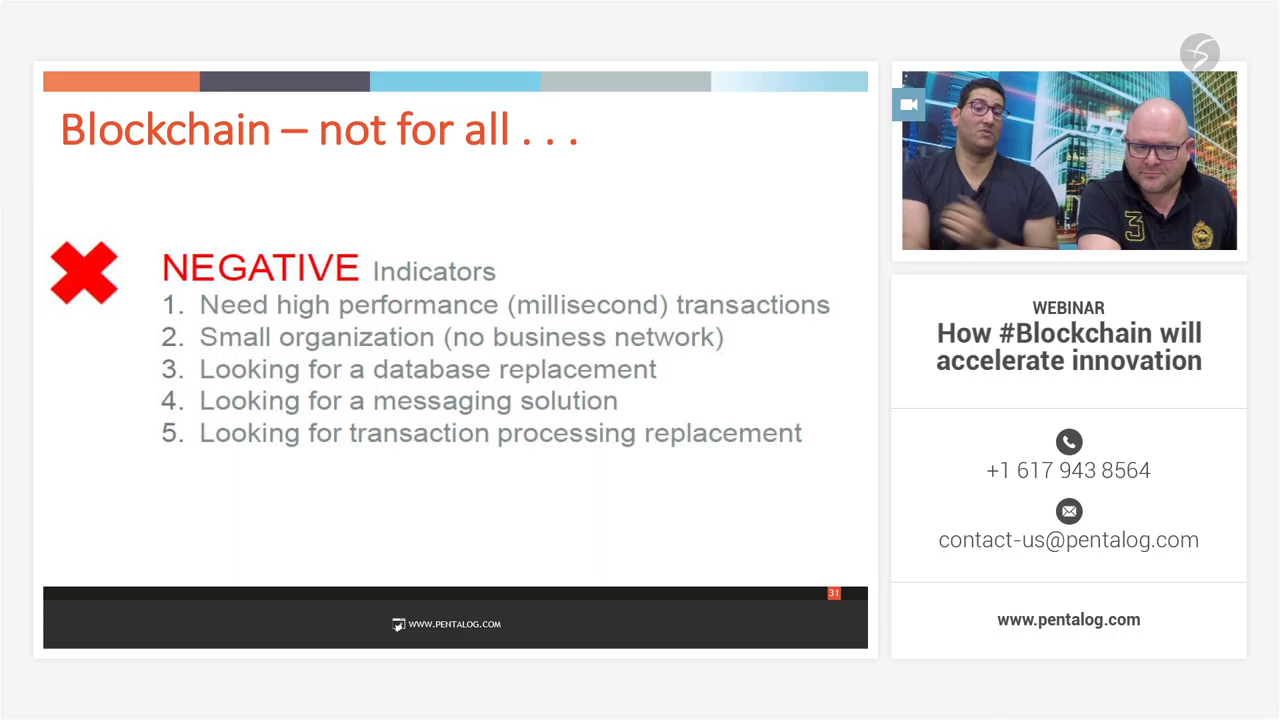 Blockchain – not for all . . .
NEGATIVE Indicators
1. Need high performance (millisecond) transactions
2. Small organization (no business network)
3. Looking for a database replacement
4. Looking for a messaging solution
5. Looking for transaction processing replacement
31
WWW.PENTALOG.COM
3
WEBINAR
How #Blockchain will
accelerate innovation
+1 617 943 8564
contact-us@pentalog.com
www.pentalog.com